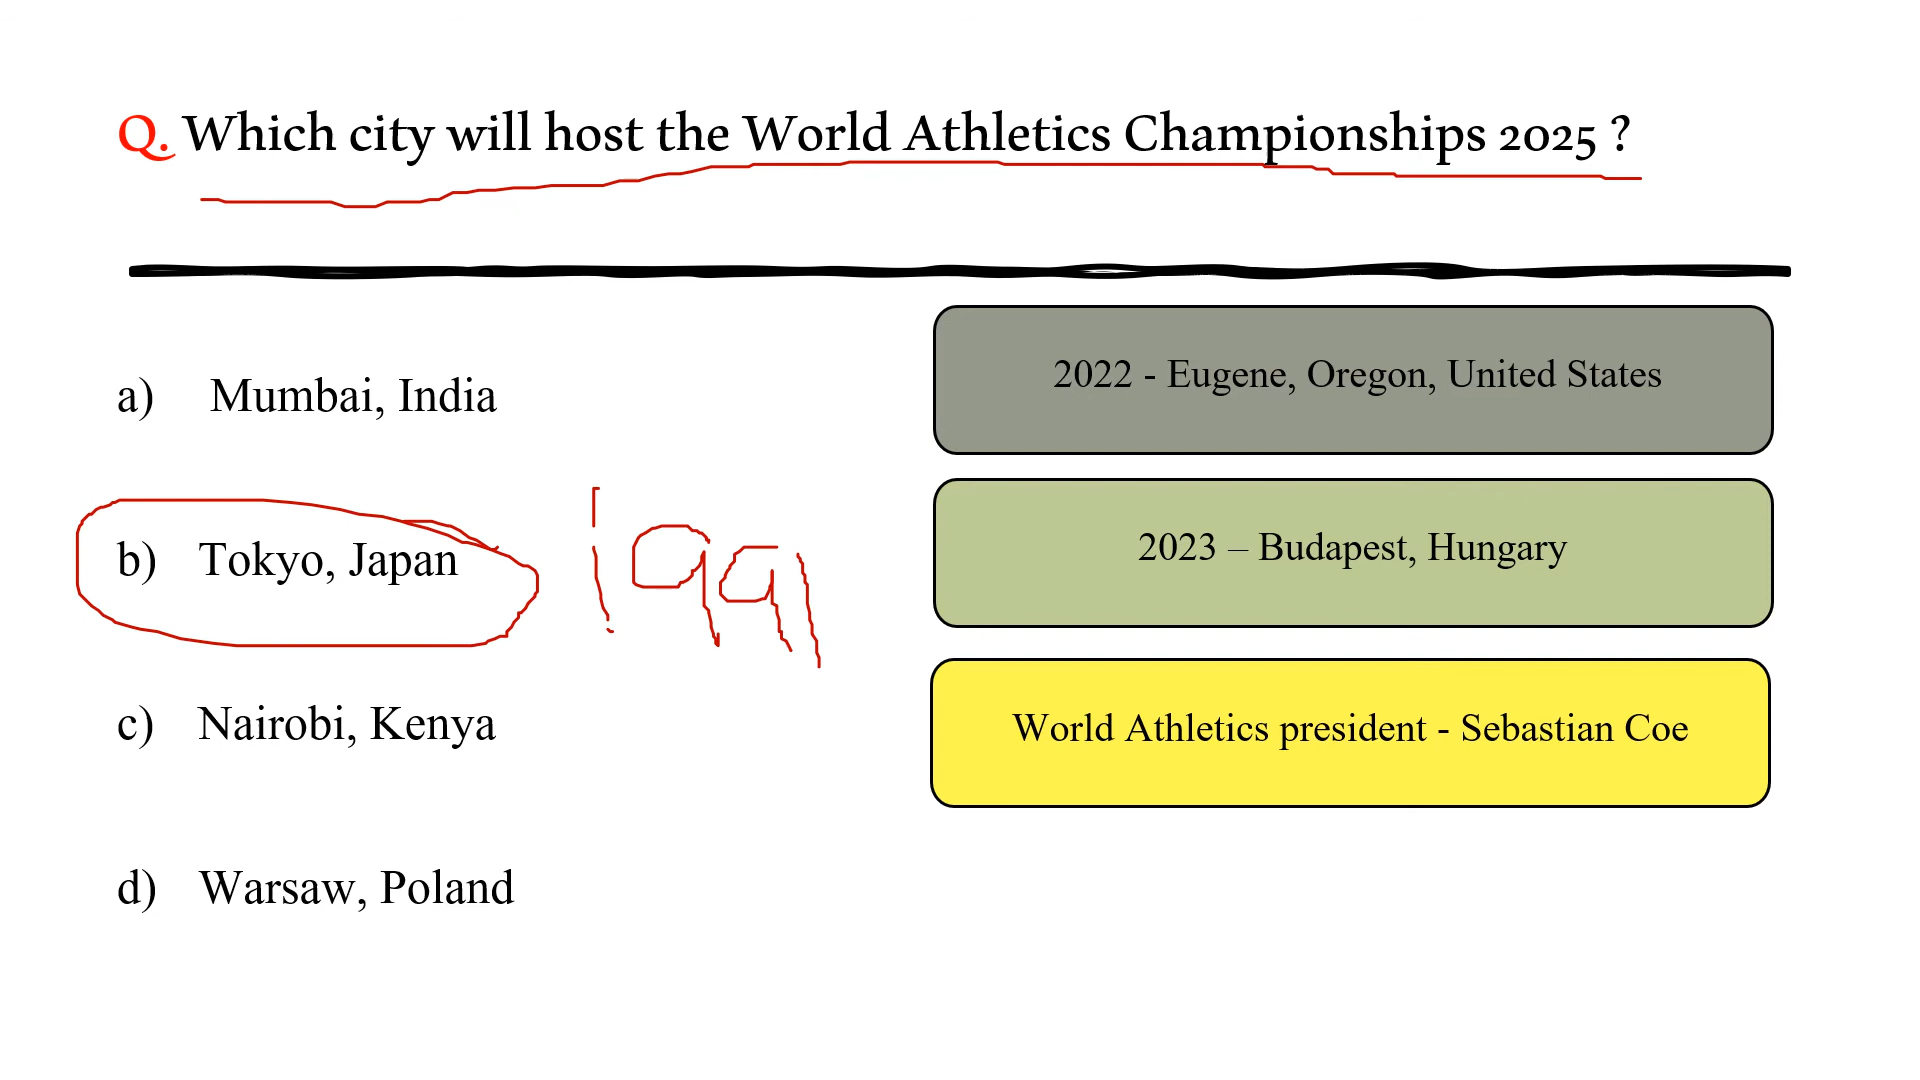 Q. Which city will host the World Athletics Championships 2025 ?
a) Mumbai, India
b) Tokyo, Japan
1991
c) Nairobi, Kenya
d) Warsaw, Poland
2022 - Eugene, Oregon, United States
2023 – Budapest, Hungary
World Athletics president - Sebastian Coe